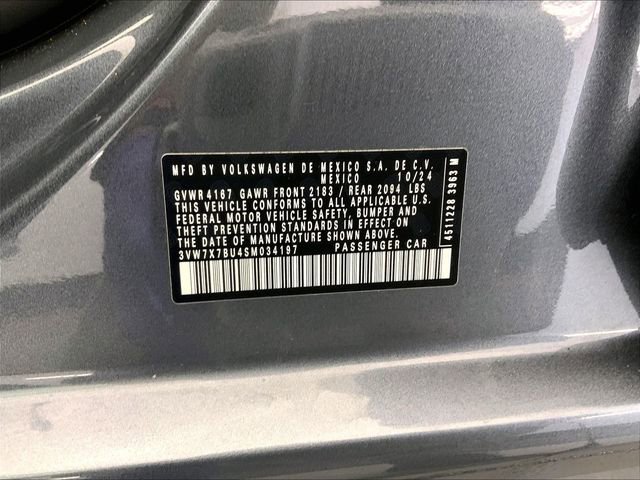 MFD BY VOLKSWAGEN DE MEXICO S.A. DE C.V.
MEXICO 10/24
GVWR 4167 GAWR FRONT 2183 / REAR 2094 LBS
THIS VEHICLE CONFORMS TO ALL APPLICABLE U.S.
FEDERAL MOTOR VEHICLE SAFETY, BUMPER AND
THEFT PREVENTION STANDARDS IN EFFECT
ON THE DATE OF MANUFACTURE SHOWN ABOVE.
3VW7X7BU4SM034197 PASSENGER CAR
4511228 3963 M